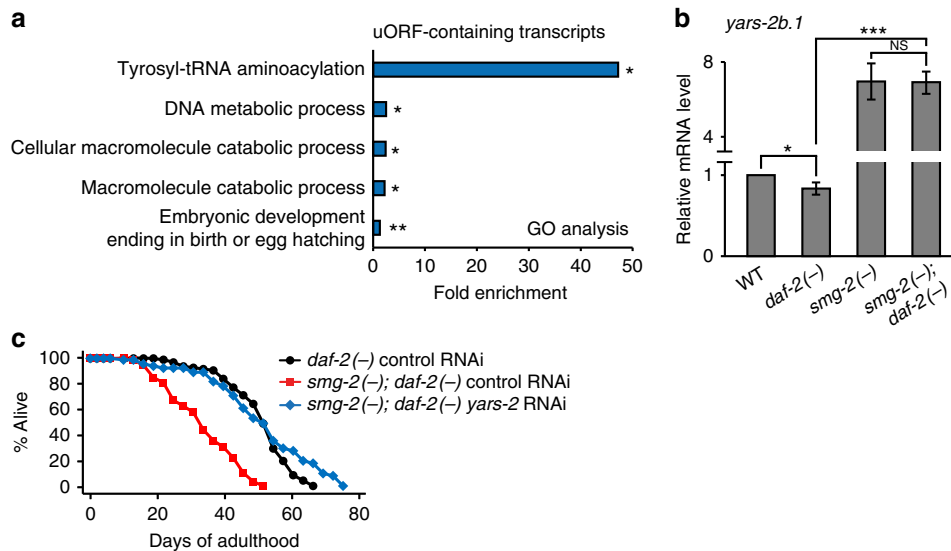 a
uORF-containing transcripts
Tyrosyl-tRNA aminoacylation
*
DNA metabolic process
*
Cellular macromolecule catabolic process
*
Macromolecule catabolic process
*
Embryonic development
ending in birth or egg hatching
**
GO analysis
0 10 20 30 40 50
Fold enrichment
b
yars-2b.1
***
NS
*
Relative mRNA level
8
4
1
0
WT
daf-2(–)
smg-2(–)
smg-2(–);
daf-2(–)
c
daf-2(–) control RNAi
smg-2(–); daf-2(–) control RNAi
smg-2(–); daf-2(–) yars-2 RNAi
% Alive
100
80
60
40
20
0
0 20 40 60 80
Days of adulthood